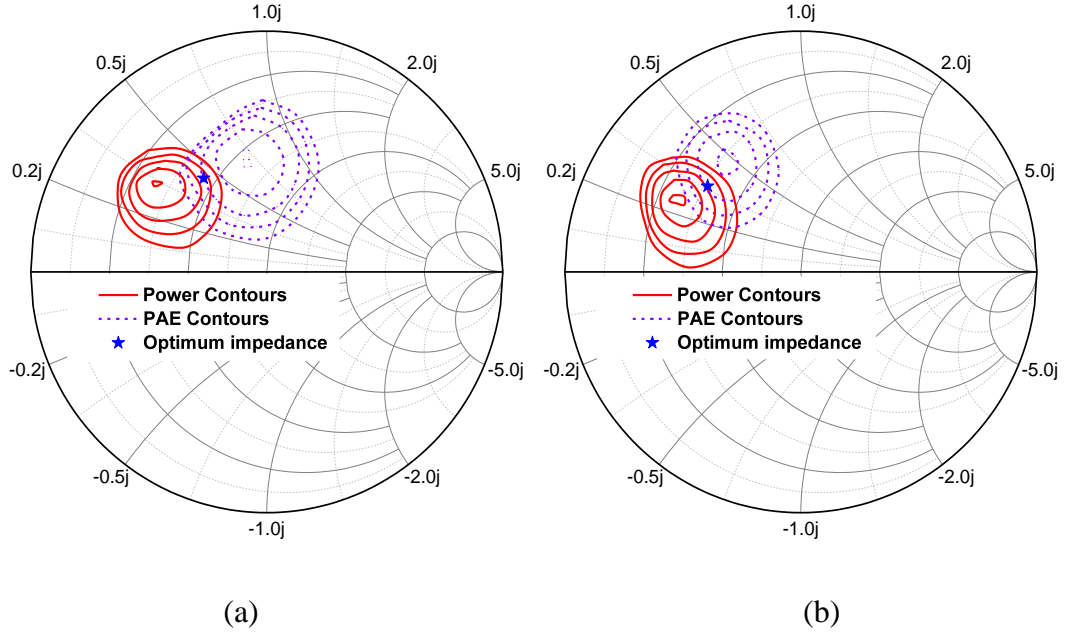 1.0j
1.0j
0.5j
2.0j
0.5j
2.0j
0.2j
5.0j
0.2j
5.0j
Power Contours
PAE Contours
Optimum impedance
Power Contours
PAE Contours
Optimum impedance
-0.2j
-5.0j
-0.2j
-5.0j
-0.5j
-2.0j
-0.5j
-2.0j
-1.0j
-1.0j
(a)
(b)